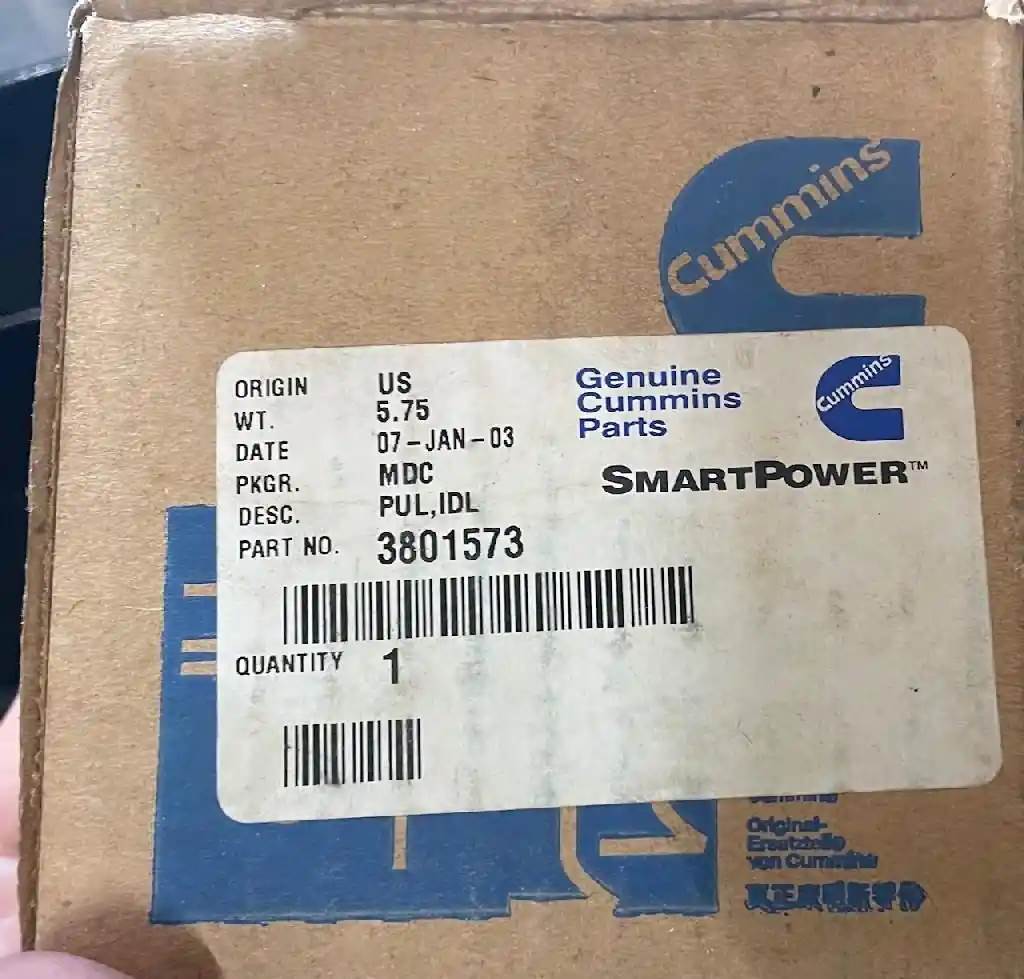 Cummins
ORIGIN US
WT. 5.75
DATE 07-JAN-03
PKGR. MDC
DESC. PUL,IDL
PART NO. 3801573
QUANTITY 1
Genuine
Cummins
Parts
Cummins
SMARTPOWER™
Original-
Ersatzteile
von Cummins